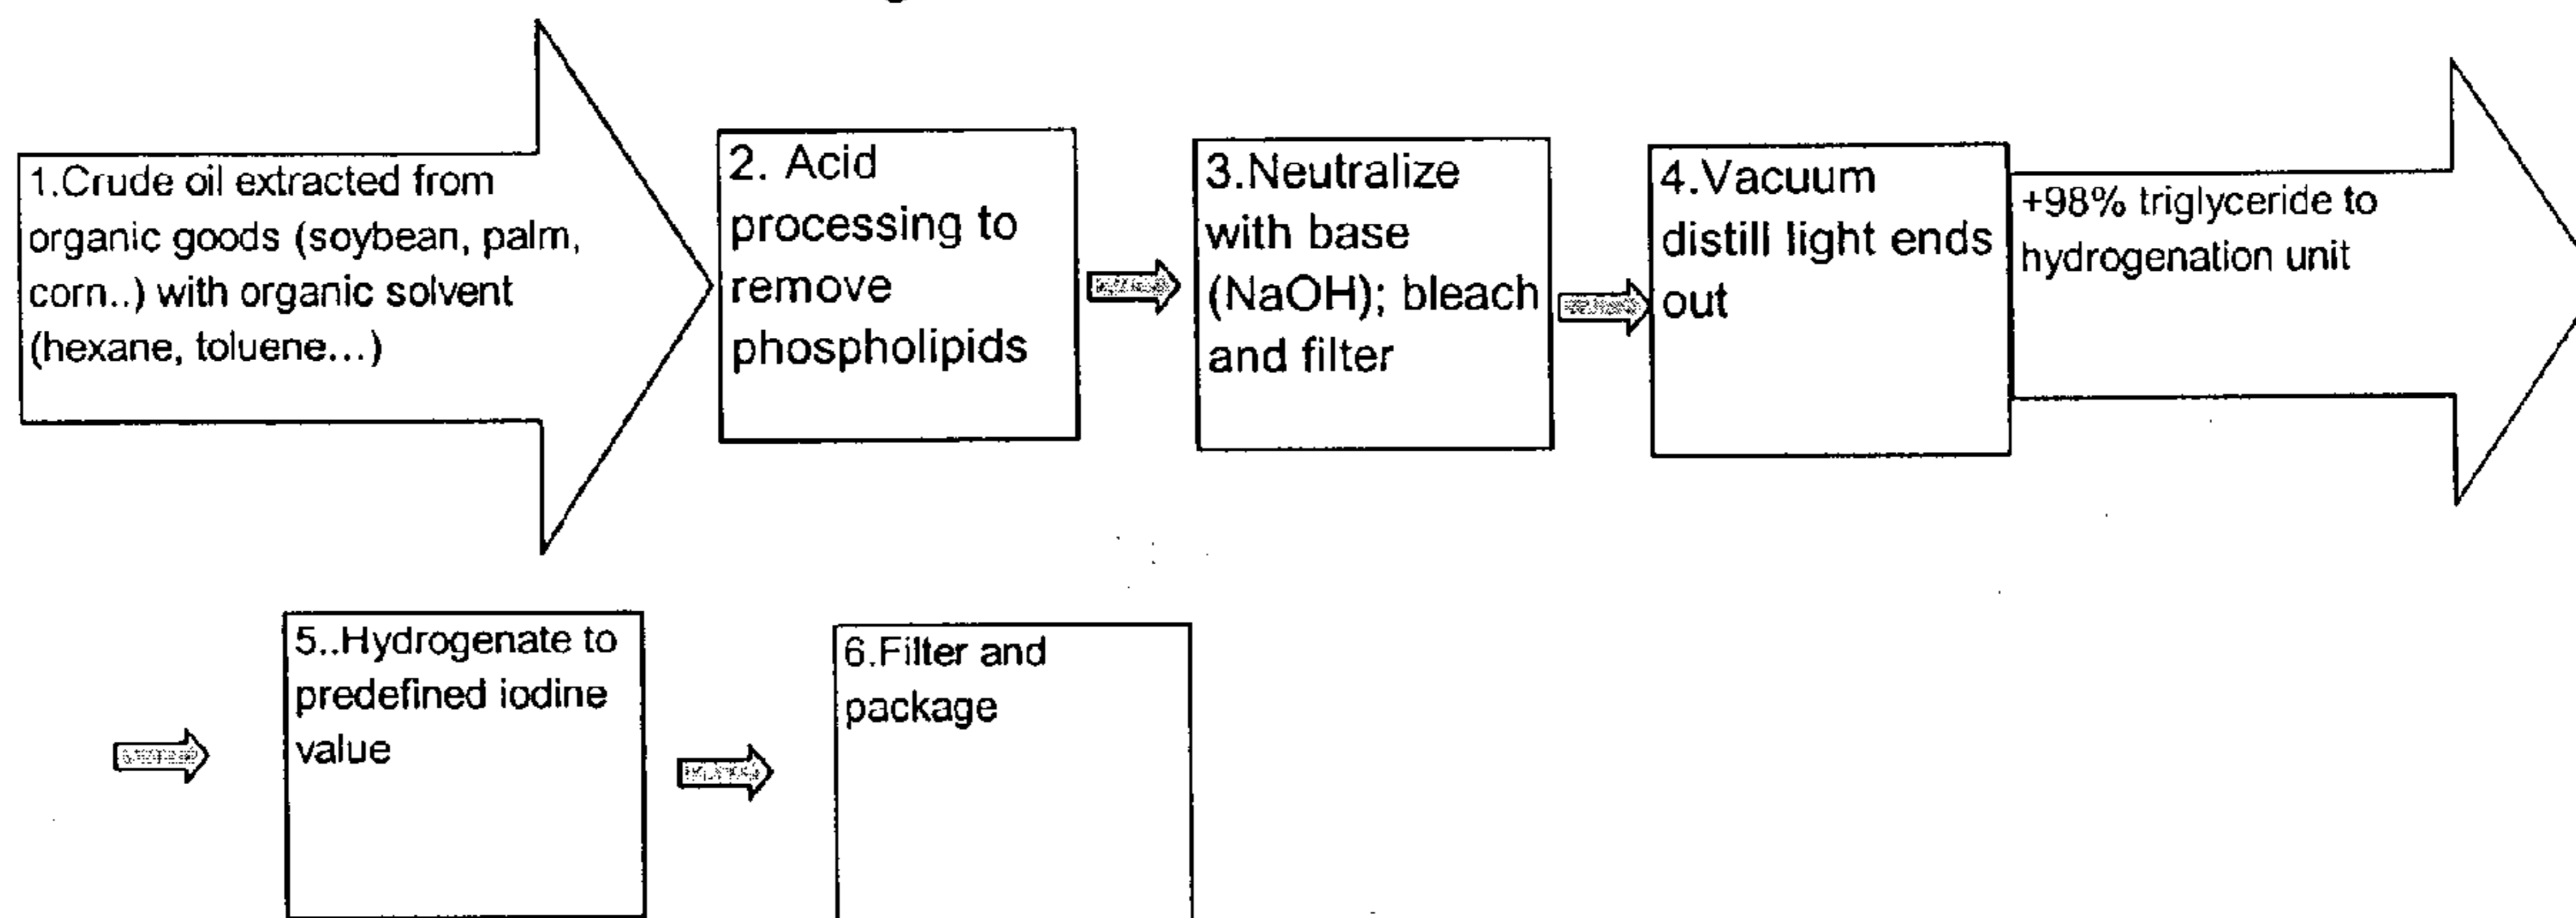 1.Crude oil extracted from
organic goods (soybean, palm,
corn..) with organic solvent
(hexane, toluene...)
2. Acid
processing to
remove
phospholipids
3.Neutralize
with base
(NaOH); bleach
and filter
4.Vacuum
distill light ends
out
+98% triglyceride to
hydrogenation unit
5..Hydrogenate to
predefined iodine
value
6.Filter and
package